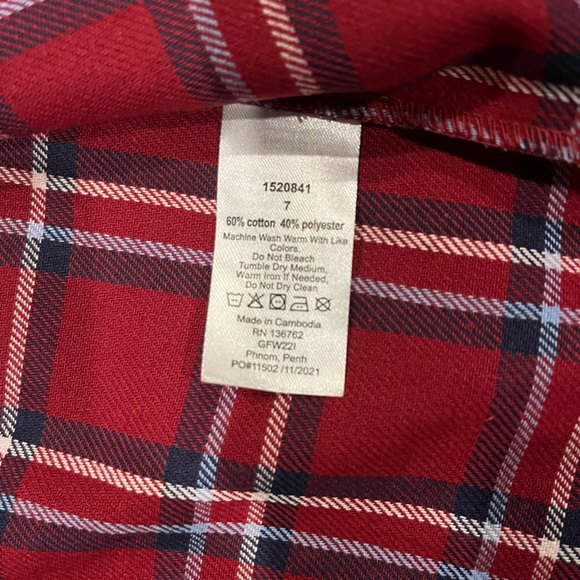 1520841
7
60% cotton 40% polyester
Machine Wash Warm With Like
Colors,
Do Not Bleach
Tumble Dry Medium,
Warm Iron If Needed,
Do Not Dry Clean
Made in Cambodia
RN 136762
GFW22I
Phnom, Penh
PO#11502 /11/2021